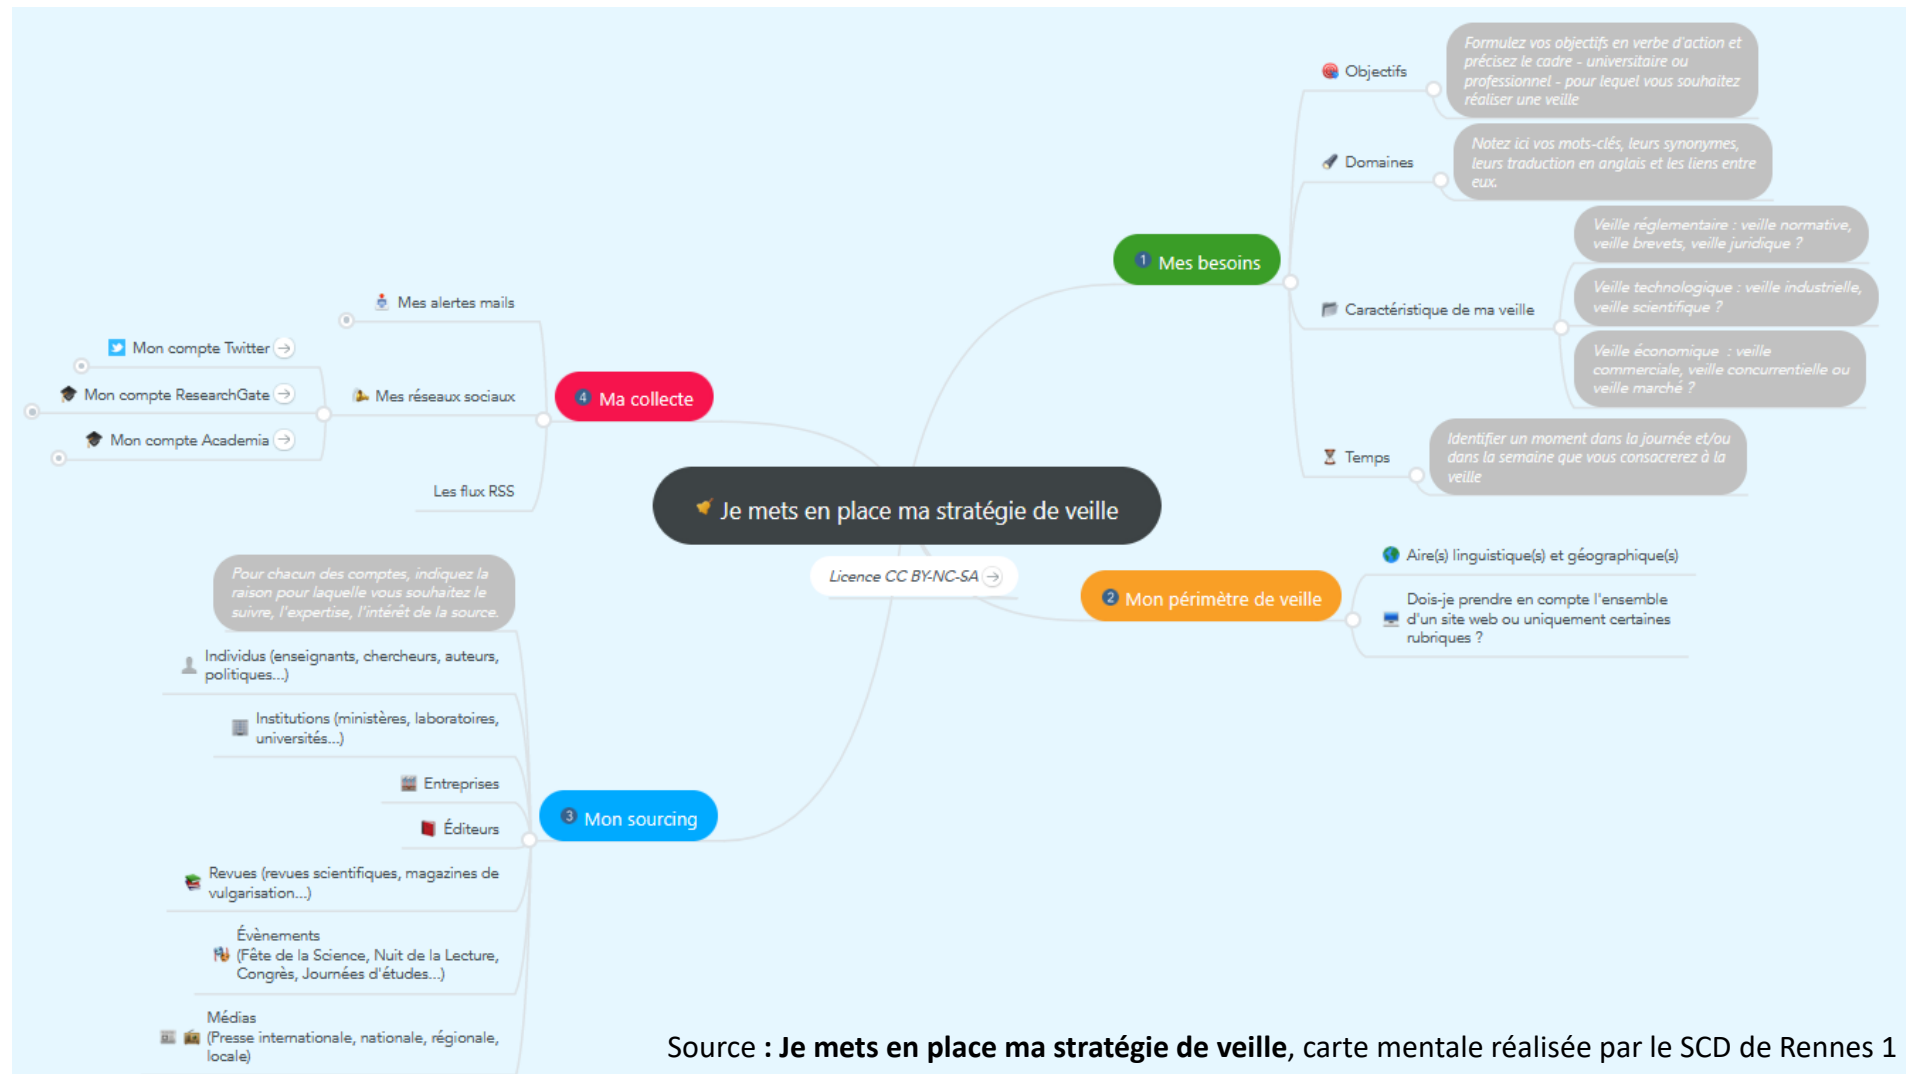 Je mets en place ma stratégie de veille
Licence CC BY-NC-SA
1 Mes besoins
Objectifs
Formulez vos objectifs en verbe d'action et
précisez le cadre - universitaire ou
professionnel - pour lequel vous souhaitez
réaliser une veille
Domaines
Notez ici vos mots-clés, leurs synonymes,
leurs traduction en anglais et les liens entre
eux.
Caractéristique de ma veille
Veille réglementaire : veille normative,
veille brevets, veille juridique ?
Veille technologique : veille industrielle,
veille scientifique ?
Veille économique : veille
commerciale, veille concurrentielle ou
veille marché ?
Temps
Identifier un moment dans la journée et/ou
dans la semaine que vous consacrerez à la
veille
2 Mon périmètre de veille
Aire(s) linguistique(s) et géographique(s)
Dois-je prendre en compte l'ensemble
d'un site web ou uniquement certaines
rubriques ?
3 Mon sourcing
Pour chacun des comptes, indiquez la
raison pour laquelle vous souhaitez le
suivre, l'expertise, l'intérêt de la source.
Individus (enseignants, chercheurs, auteurs,
politiques...)
Institutions (ministères, laboratoires,
universités...)
Entreprises
Éditeurs
Revues (revues scientifiques, magazines de
vulgarisation...)
Évènements
(Fête de la Science, Nuit de la Lecture,
Congrès, Journées d'études...)
Médias
(Presse internationale, nationale, régionale,
locale)
4 Ma collecte
Mes alertes mails
Mes réseaux sociaux
Mon compte Twitter
Mon compte ResearchGate
Mon compte Academia
Les flux RSS
Source : Je mets en place ma stratégie de veille, carte mentale réalisée par le SCD de Rennes 1